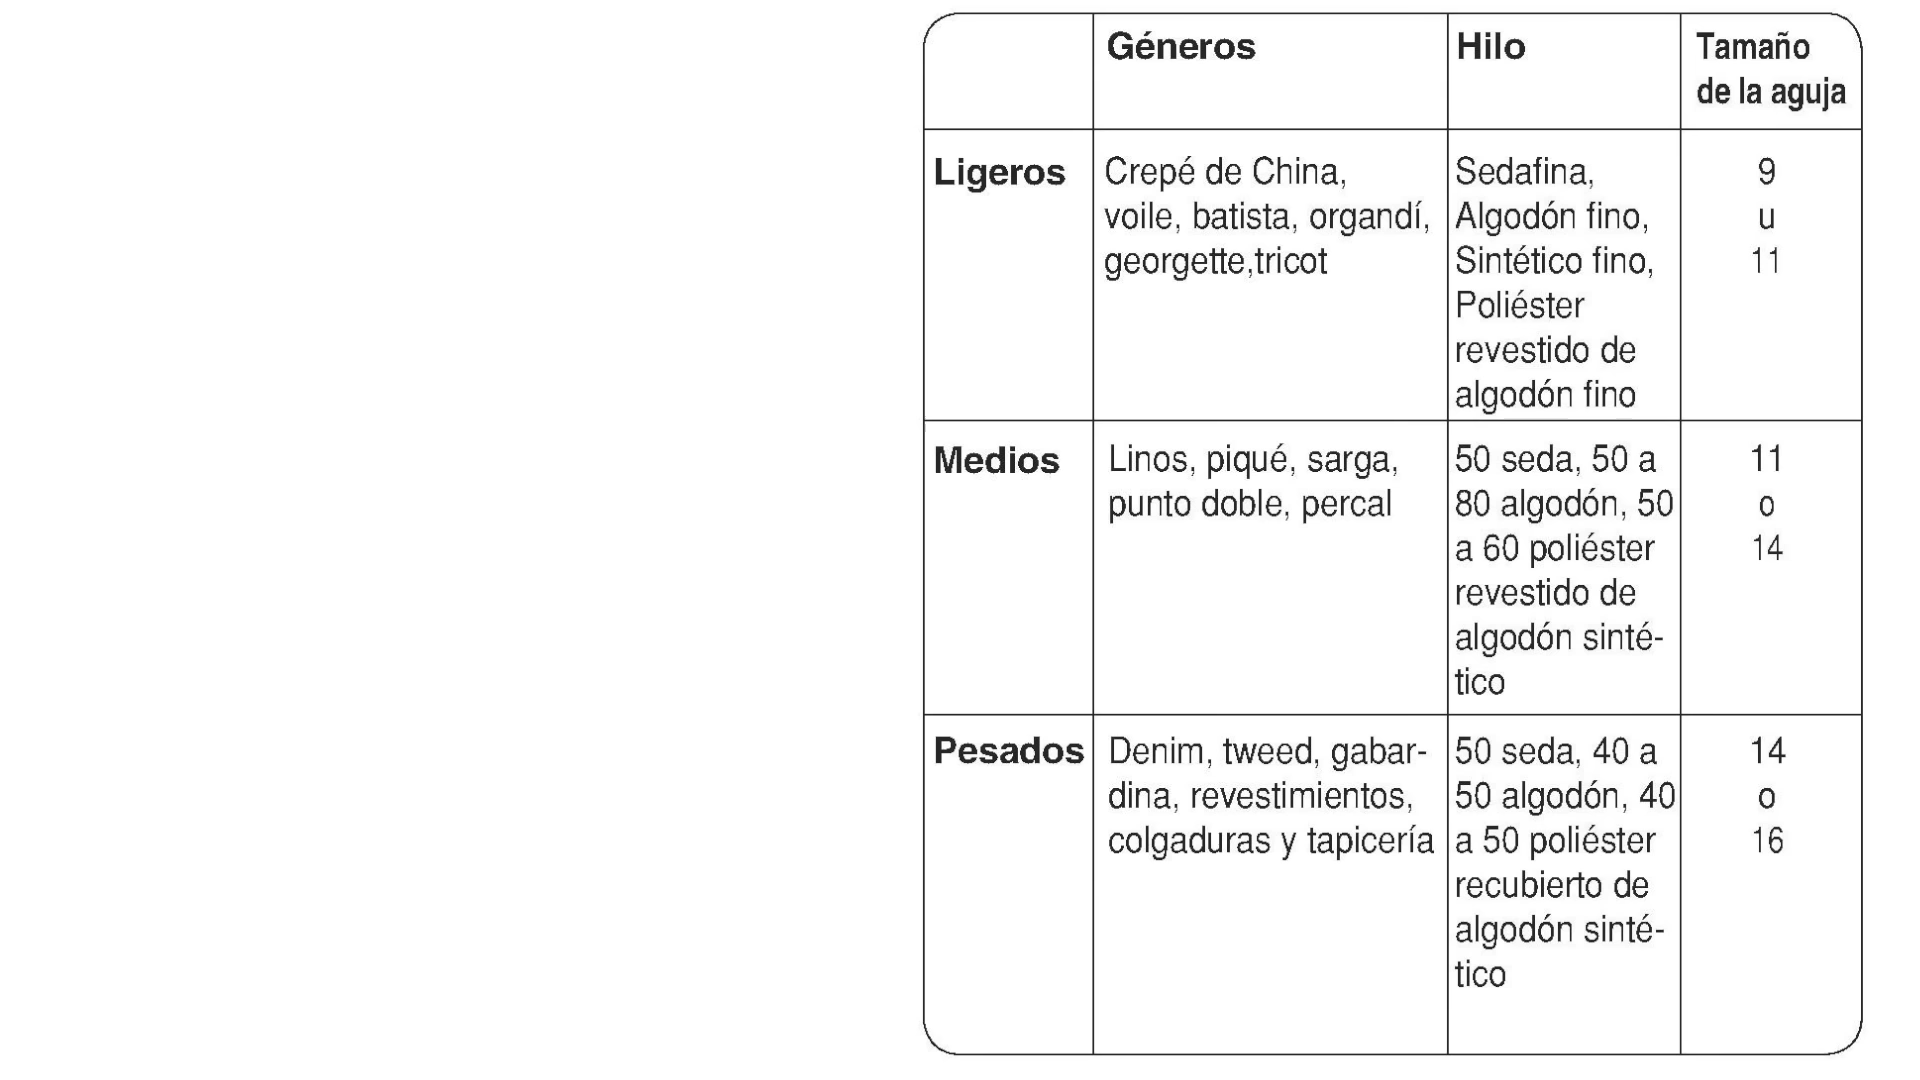 Géneros
Hilo
Tamaño
de la aguja
Ligeros
Crepé de China,
voile, batista, organdí,
georgette,tricot
Sedafina,
Algodón fino,
Sintético fino,
Poliéster
revestido de
algodón fino
9
u
11
Medios
Linos, piqué, sarga,
punto doble, percal
50 seda, 50 a
80 algodón, 50
a 60 poliéster
revestido de
algodón sinté-
tico
11
o
14
Pesados
Denim, tweed, gabar-
dina, revestimientos,
colgaduras y tapicería
50 seda, 40 a
50 algodón, 40
a 50 poliéster
recubierto de
algodón sinté-
tico
14
o
16